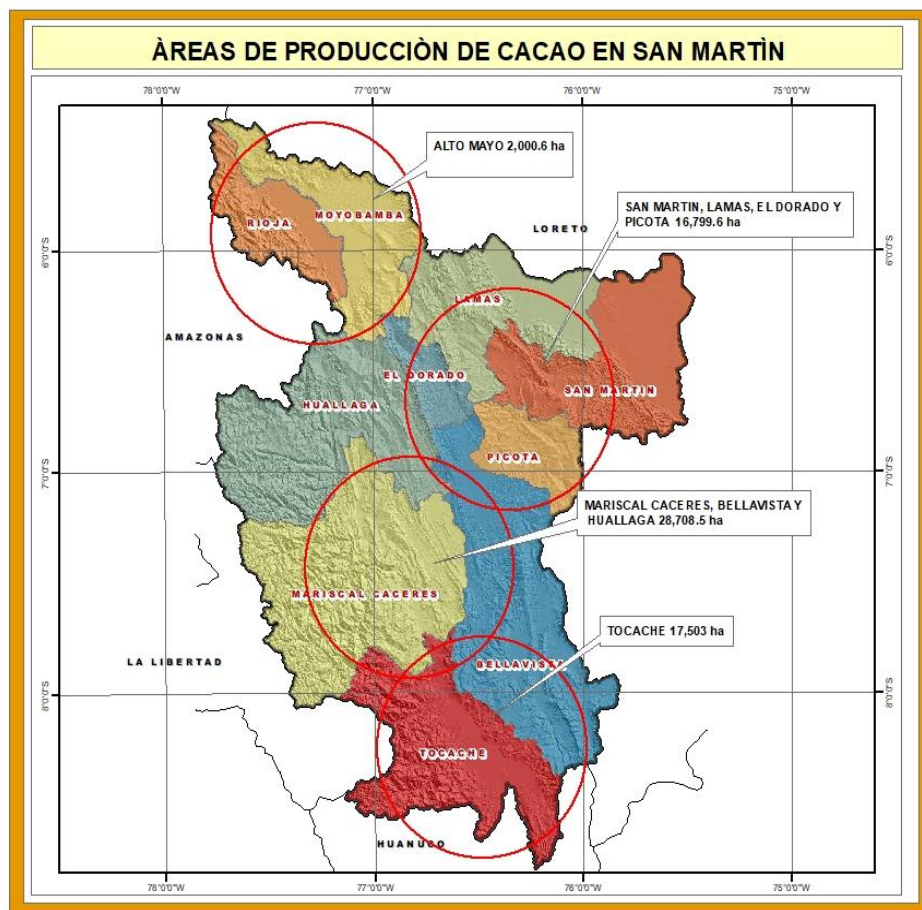 ÀREAS DE PRODUCCIÒN DE CACAO EN SAN MARTÌN
78°0'0"W 77°0'0"W 76°0'0"W 75°0'0"W
ALTO MAYO 2,000.6 ha
SAN MARTIN, LAMAS, EL DORADO Y
PICOTA 16,799.6 ha
RIOJA
MOYOBAMBA
LORETO
6°0'0"S
6°0'0"S
LAMAS
AMAZONAS
EL DORADO
SAN MARTIN
HUALLAGA
PICOTA
7°0'0"S
7°0'0"S
MARISCAL CACERES, BELLAVISTA Y
HUALLAGA 28,708.5 ha
MARISCAL CACERES
TOCACHE 17,503 ha
LA LIBERTAD
BELLAVISTA
8°0'0"S
8°0'0"S
TOCACHE
HUANUCO
78°0'0"W 77°0'0"W 76°0'0"W 75°0'0"W